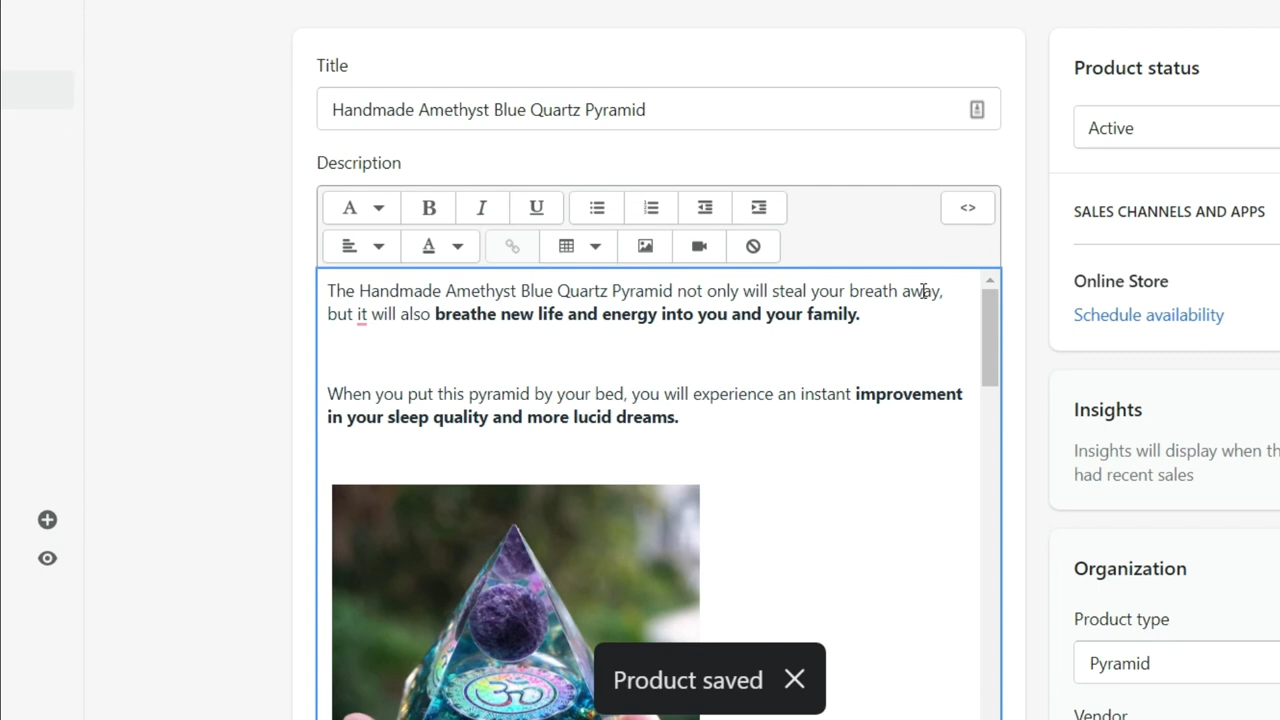 Title
Handmade Amethyst Blue Quartz Pyramid
Description
A
B
I
U
<>
A
The Handmade Amethyst Blue Quartz Pyramid not only will steal your breath away,
but it will also breathe new life and energy into you and your family.
When you put this pyramid by your bed, you will experience an instant improvement
in your sleep quality and more lucid dreams.
ॐ
Product saved
Product status
Active
SALES CHANNELS AND APPS
Online Store
Schedule availability
Insights
Insights will display when th
had recent sales
Organization
Product type
Pyramid
Vendor